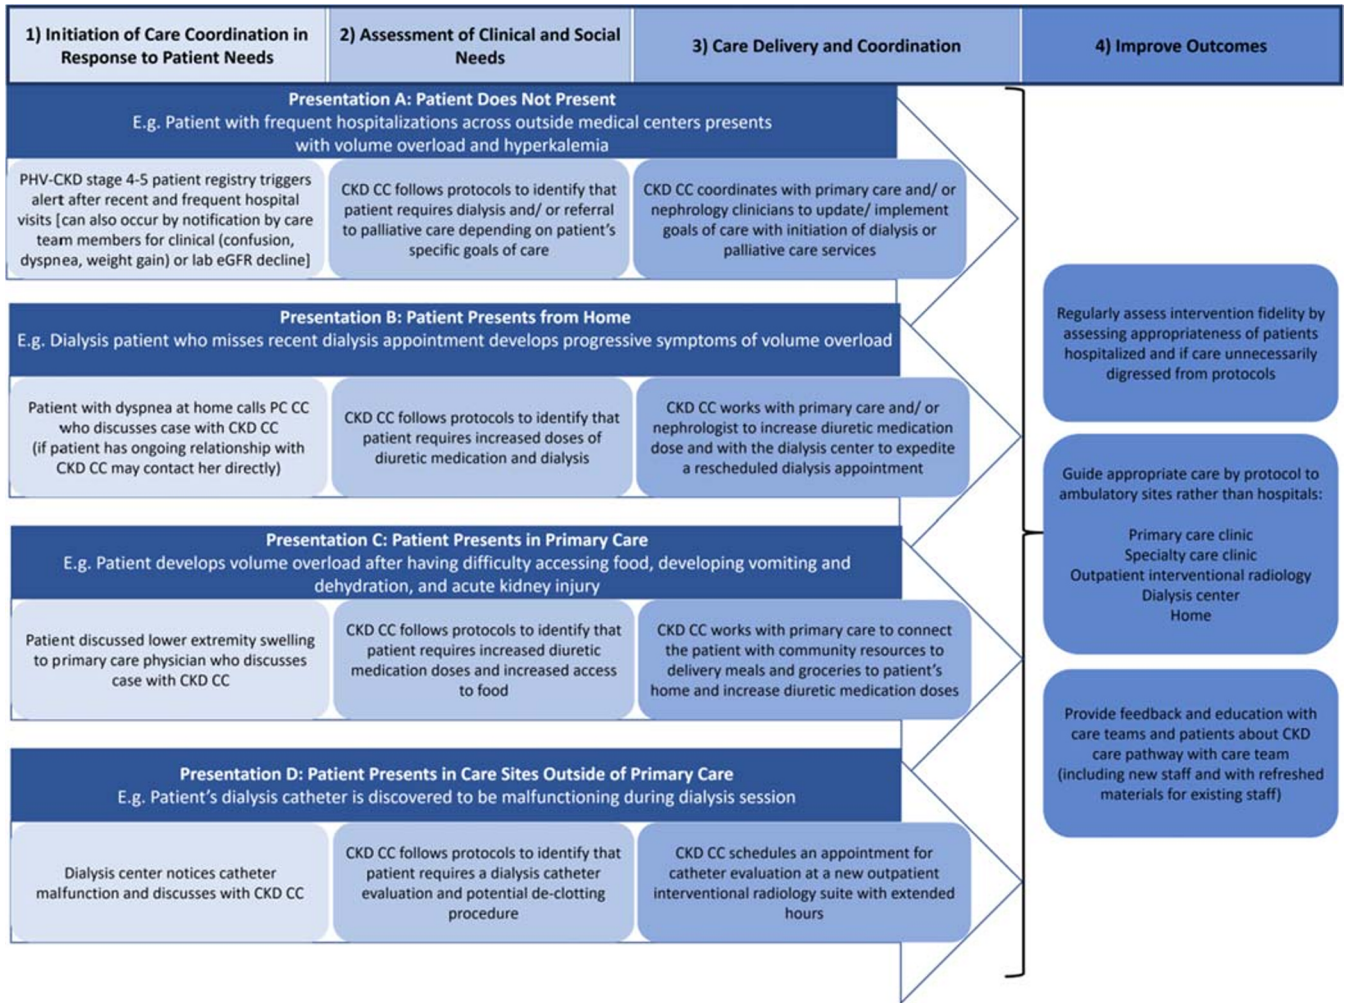 1) Initiation of Care Coordination in
Response to Patient Needs
2) Assessment of Clinical and Social
Needs
3) Care Delivery and Coordination
4) Improve Outcomes
Presentation A: Patient Does Not Present
E.g. Patient with frequent hospitalizations across outside medical centers presents
with volume overload and hyperkalemia
PHV-CKD stage 4-5 patient registry triggers
alert after recent and frequent hospital
visits [can also occur by notification by care
team members for clinical (confusion,
dyspnea, weight gain) or lab eGFR decline]
CKD CC follows protocols to identify that
patient requires dialysis and/ or referral
to palliative care depending on patient’s
specific goals of care
CKD CC coordinates with primary care and/ or
nephrology clinicians to update/ implement
goals of care with initiation of dialysis or
palliative care services
Presentation B: Patient Presents from Home
E.g. Dialysis patient who misses recent dialysis appointment develops progressive symptoms of volume overload
Patient with dyspnea at home calls PC CC
who discusses case with CKD CC
(if patient has ongoing relationship with
CKD CC may contact her directly)
CKD CC follows protocols to identify that
patient requires increased doses of
diuretic medication and dialysis
CKD CC works with primary care and/ or
nephrologist to increase diuretic medication
dose and with the dialysis center to expedite
a rescheduled dialysis appointment
Presentation C: Patient Presents in Primary Care
E.g. Patient develops volume overload after having difficulty accessing food, developing vomiting and
dehydration, and acute kidney injury
Patient discussed lower extremity swelling
to primary care physician who discusses
case with CKD CC
CKD CC follows protocols to identify that
patient requires increased diuretic
medication doses and increased access
to food
CKD CC works with primary care to connect
the patient with community resources to
delivery meals and groceries to patient’s
home and increase diuretic medication doses
Presentation D: Patient Presents in Care Sites Outside of Primary Care
E.g. Patient’s dialysis catheter is discovered to be malfunctioning during dialysis session
Dialysis center notices catheter
malfunction and discusses with CKD CC
CKD CC follows protocols to identify that
patient requires a dialysis catheter
evaluation and potential de-clotting
procedure
CKD CC schedules an appointment for
catheter evaluation at a new outpatient
interventional radiology suite with extended
hours
Regularly assess intervention fidelity by
assessing appropriateness of patients
hospitalized and if care unnecessarily
digressed from protocols
Guide appropriate care by protocol to
ambulatory sites rather than hospitals:
Primary care clinic
Specialty care clinic
Outpatient interventional radiology
Dialysis center
Home
Provide feedback and education with
care teams and patients about CKD
care pathway with care team
(including new staff and with refreshed
materials for existing staff)